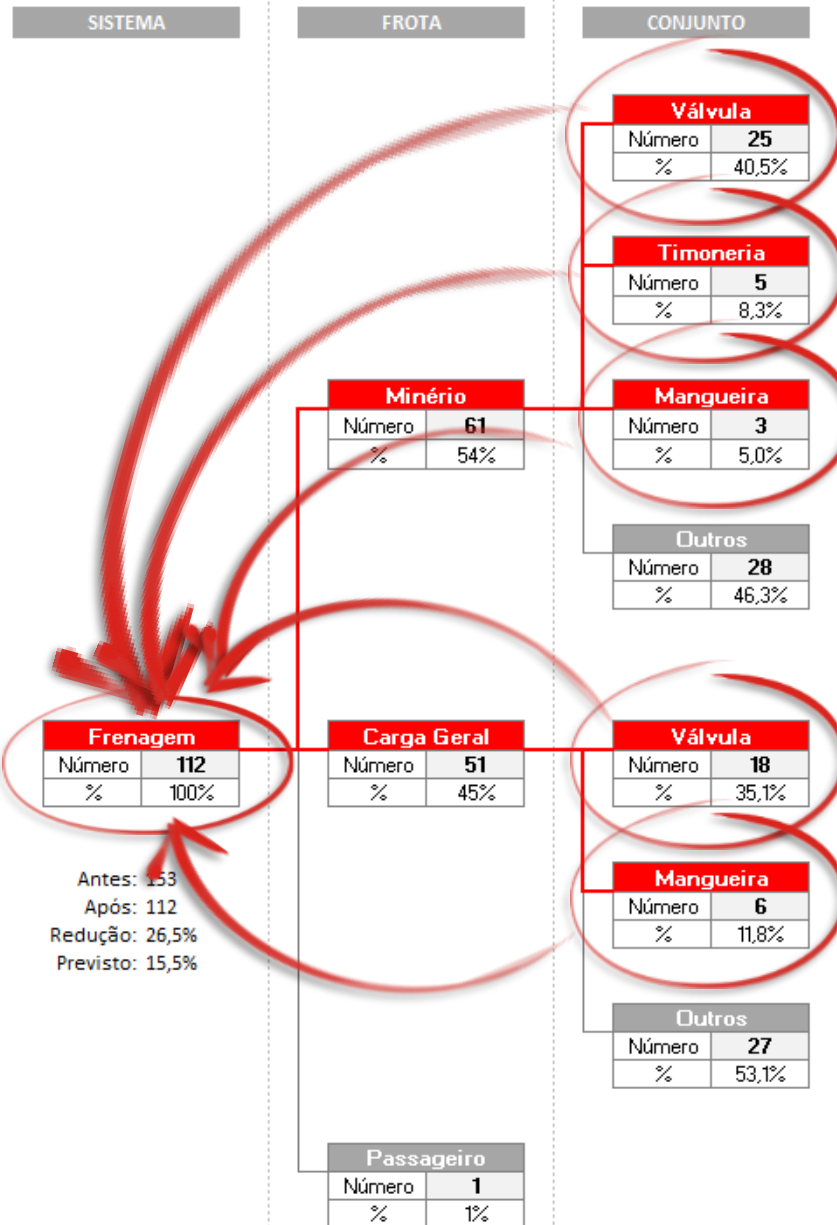 SISTEMA FROTA CONJUNTO
Válvula
Número 25
% 40,5%
Timoneria
Número 5
% 8,3%
Minério
Número 61
% 54%
Mangueira
Número 3
% 5,0%
Outros
Número 28
% 46,3%
Frenagem
Número 112
% 100%
Antes: 153
Após: 112
Redução: 26,5%
Previsto: 15,5%
Carga Geral
Número 51
% 45%
Válvula
Número 18
% 35,1%
Mangueira
Número 6
% 11,8%
Outros
Número 27
% 53,1%
Passageiro
Número 1
% 1%